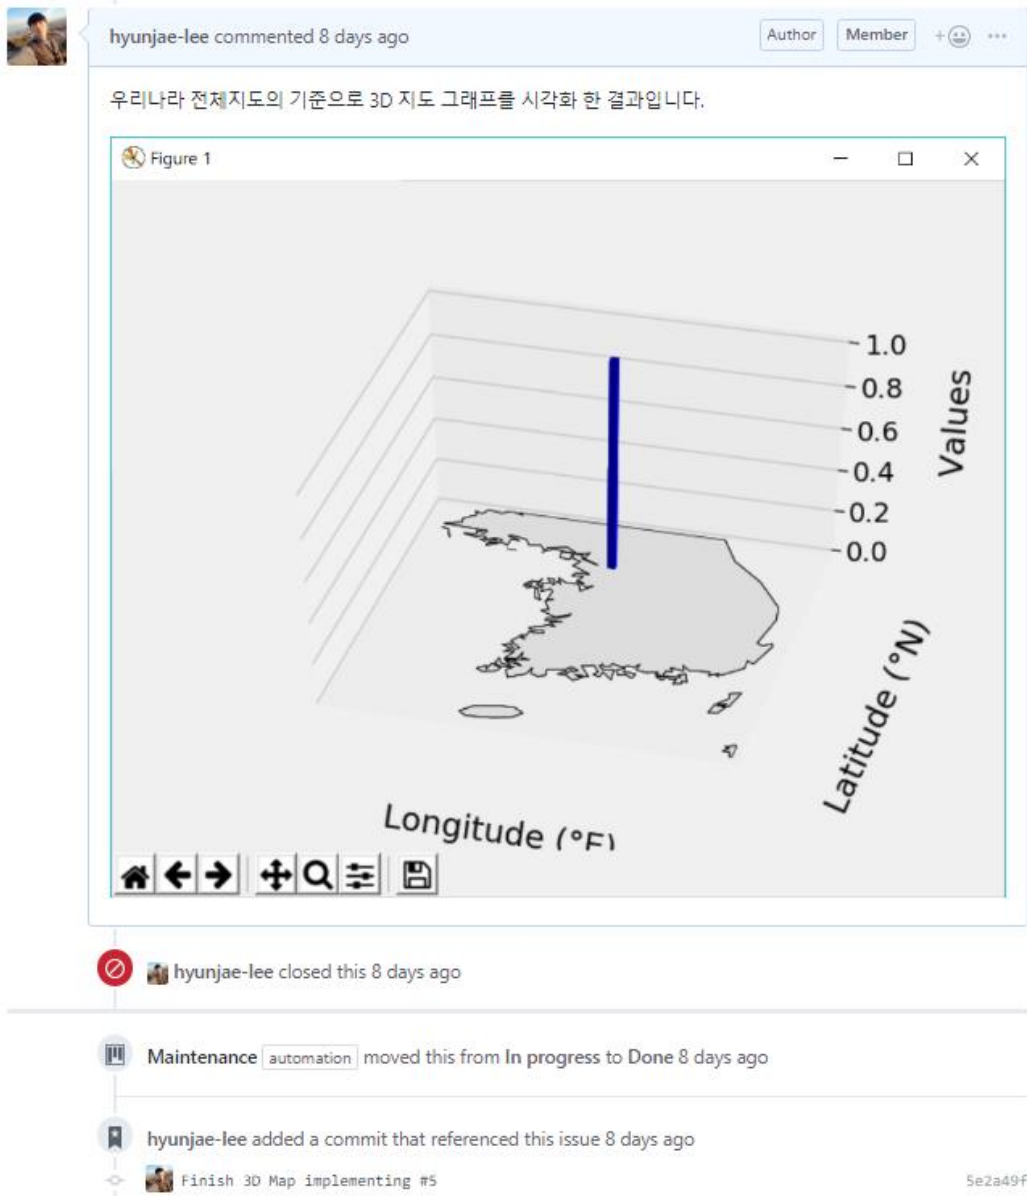 hyunjae-lee commented 8 days ago Author Member
우리나라 전체지도의 기준으로 3D 지도 그래프를 시각화 한 결과입니다.
Figure 1
1.0
0.8
0.6
0.4
0.2
0.0
Values
Latitude (°N)
Longitude (°E)
hyunjae-lee closed this 8 days ago
Maintenance automation moved this from In progress to Done 8 days ago
hyunjae-lee added a commit that referenced this issue 8 days ago
Finish 3D Map implementing #5 5e2a49f